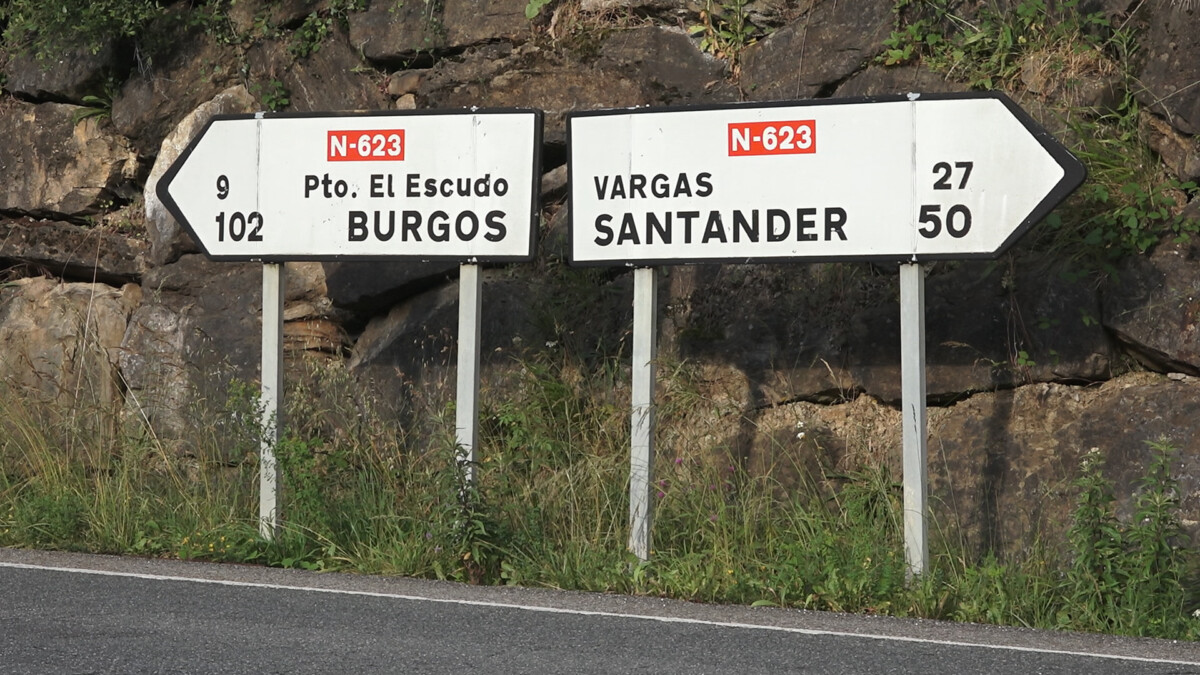 N-623
9 Pto. El Escudo
102 BURGOS
N-623
VARGAS 27
SANTANDER 50